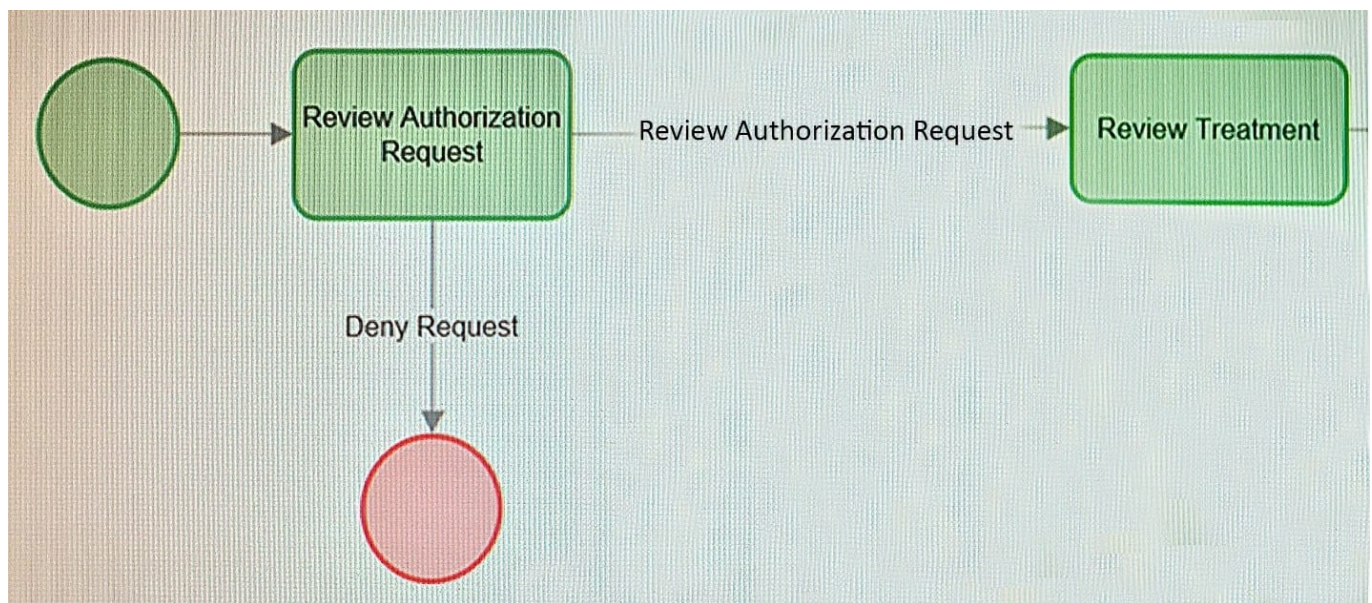 Review Authorization
Request
Review Authorization Request
Review Treatment
Deny Request